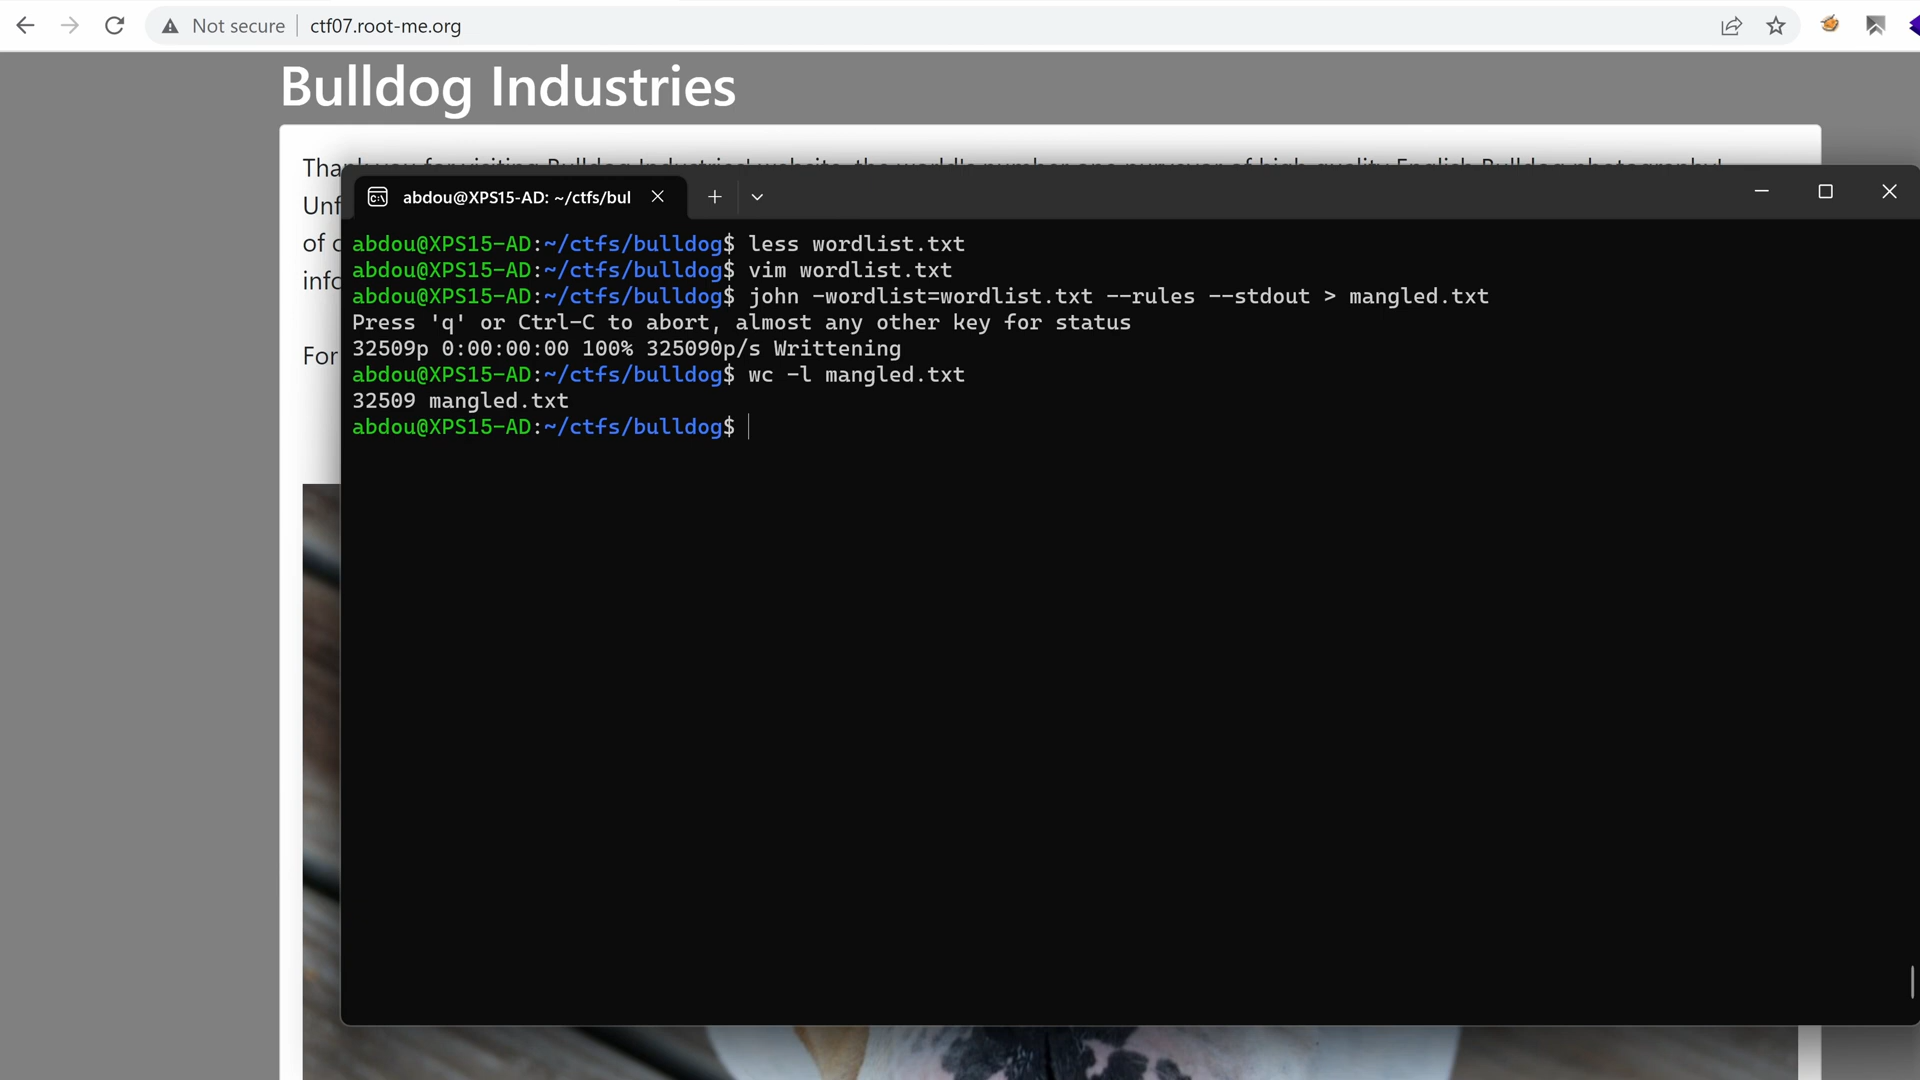 Not secure
ctf07.root-me.org
Bulldog Industries
abdou@XPS15-AD: ~/ctfs/bul
of
For
abdou@XPS15-AD:~/ctfs/bulldog$ less wordlist.txt
abdou@XPS15-AD:~/ctfs/bulldog$ vim wordlist.txt
abdou@XPS15-AD:~/ctfs/bulldog$ john -wordlist=wordlist.txt --rules --stdout > mangled.txt
Press 'q' or Ctrl-C to abort, almost any other key for status
32509p 0:00:00:00 100% 325090p/s Writtening
abdou@XPS15-AD:~/ctfs/bulldog$ wc -l mangled.txt
32509 mangled.txt
abdou@XPS15-AD:~/ctfs/bulldog$